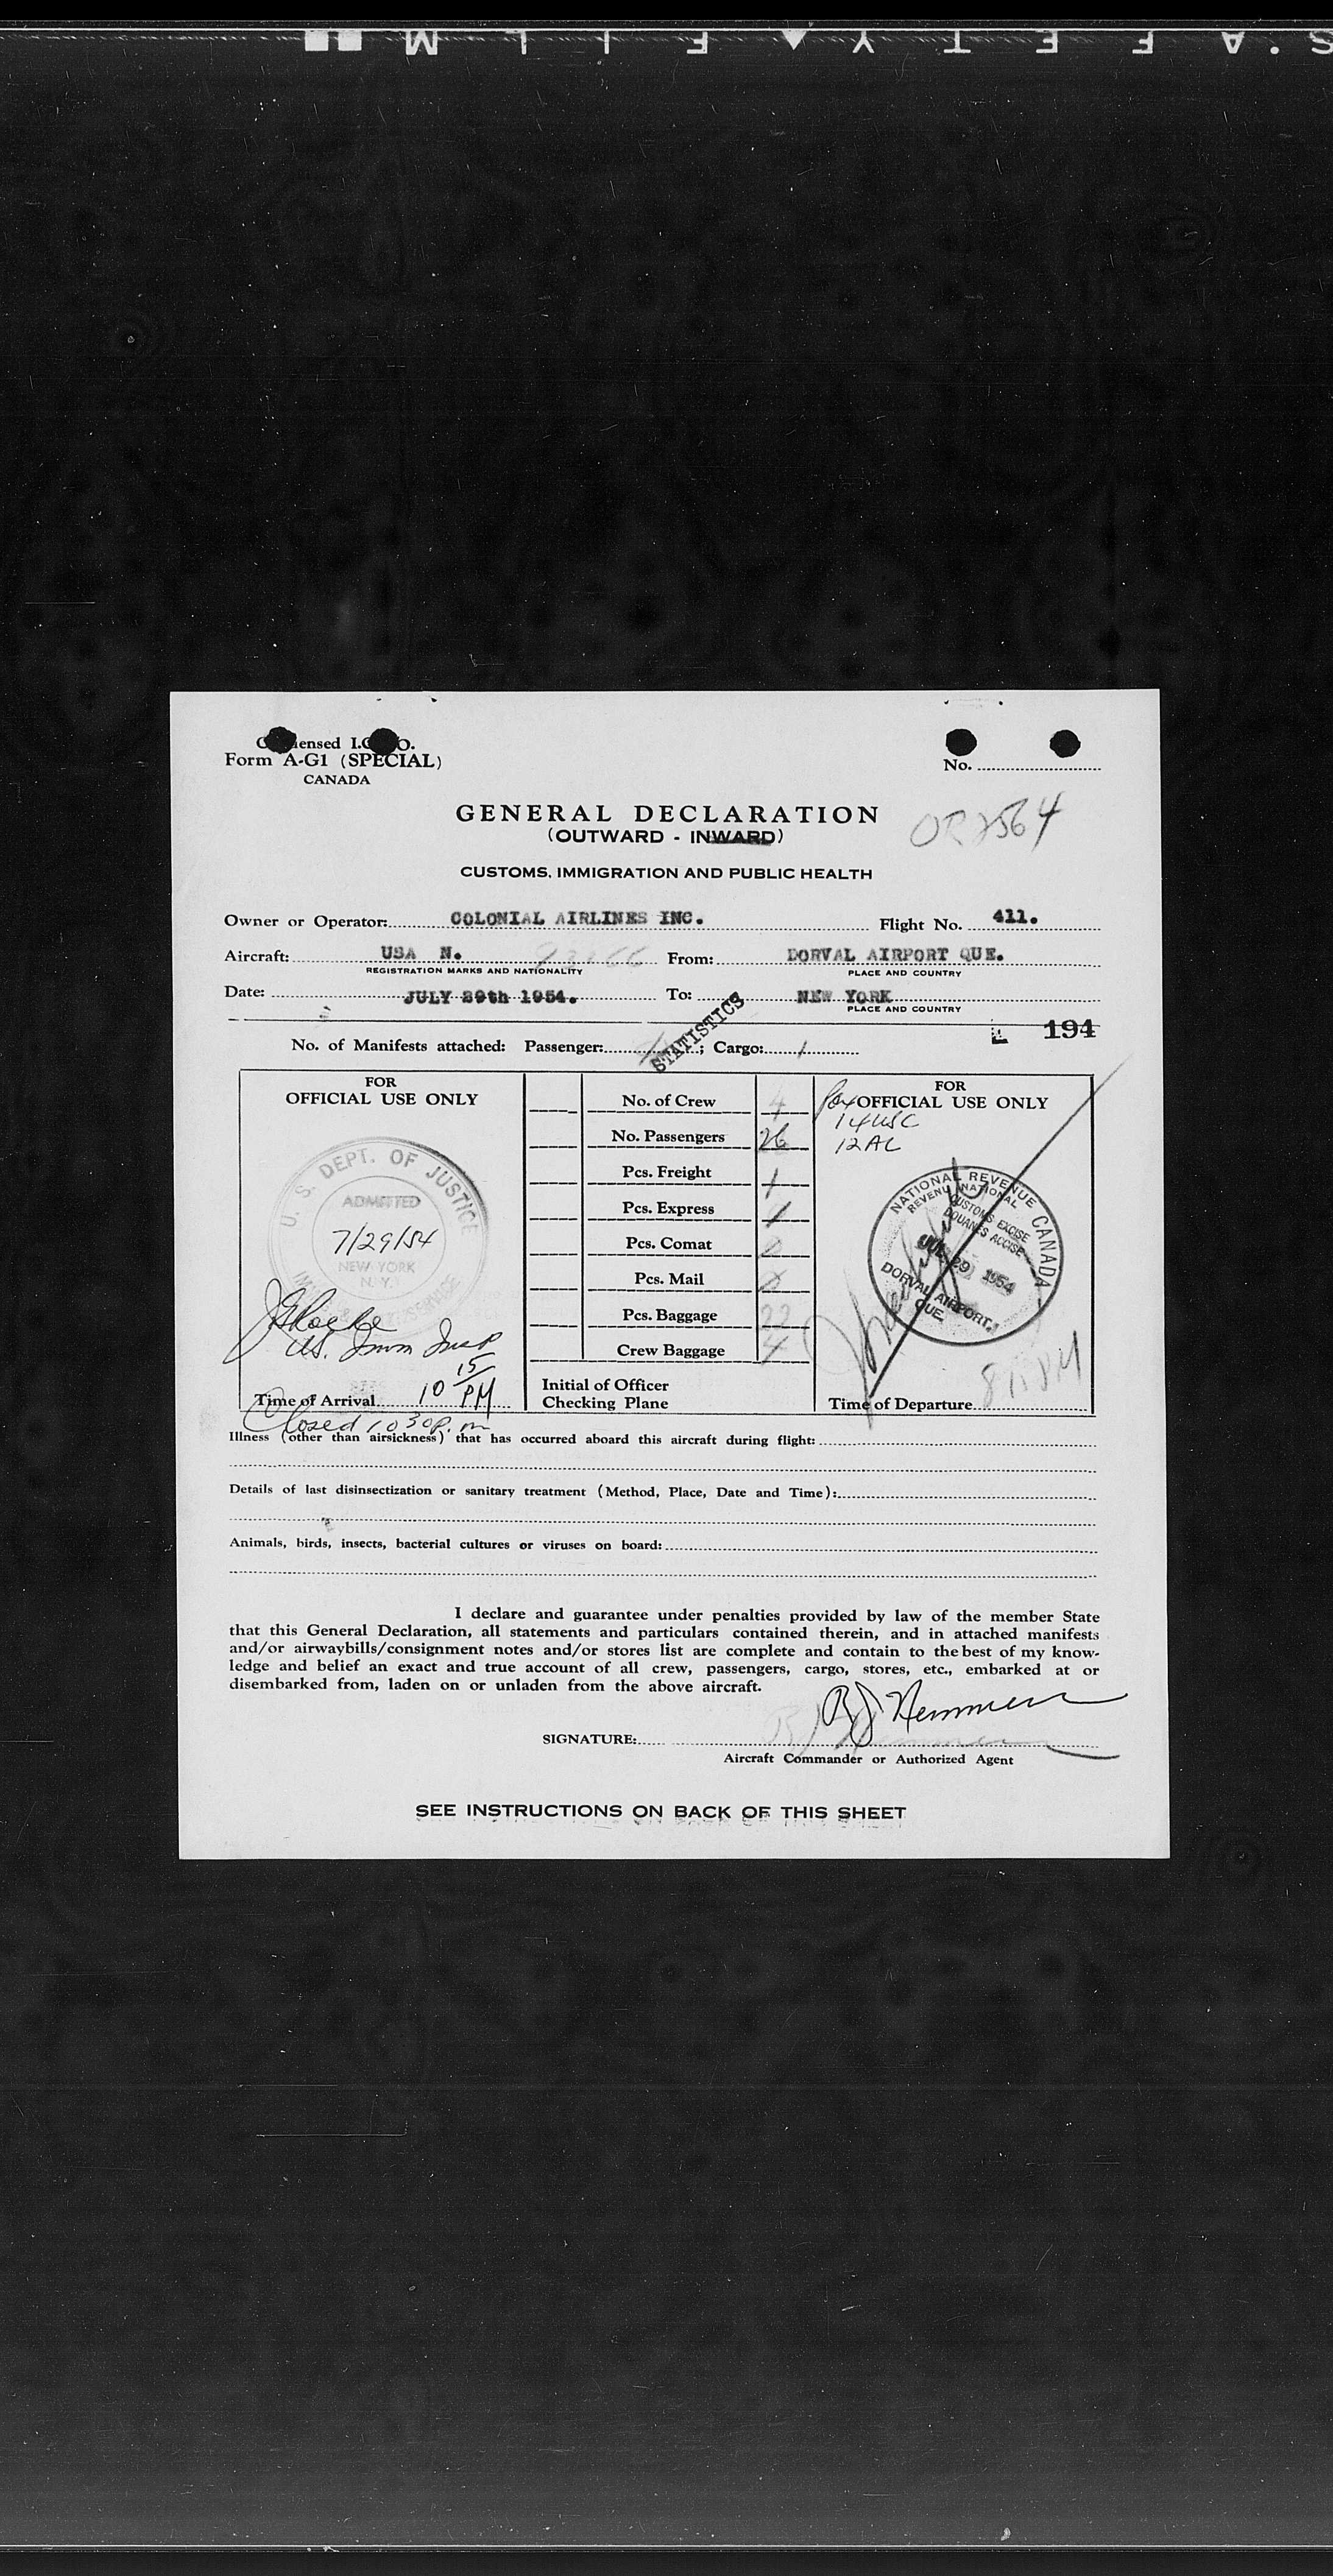 SAFETY FILM
Form A-G1 (SPECIAL)
CANADA
No.
GENERAL DECLARATION
(OUTWARD - INWARD)
CUSTOMS, IMMIGRATION AND PUBLIC HEALTH
Owner or Operator: COLONIAL AIRLINES INC. Flight No. 411.
Aircraft: USA N. From: DORVAL AIRPORT QUE.
REGISTRATION MARKS AND NATIONALITY PLACE AND COUNTRY
Date: JULY 29th 1954. To: NEW YORK
PLACE AND COUNTRY
194
STATISTICS
No. of Manifests attached: Passenger: ; Cargo: 1
FOR
OFFICIAL USE ONLY
U. S. DEPT. OF JUSTICE
ADMITTED
7/29/54
NEW YORK
N. Y.
US. Imm Insp
Time of Arrival 10 15 PM
Closed 10 30 P.m
No. of Crew 4
No. Passengers 26
Pcs. Freight 1
Pcs. Express
Pcs. Comat
Pcs. Mail
Pcs. Baggage 22
Crew Baggage 4
Initial of Officer
Checking Plane
FOR
Pax OFFICIAL USE ONLY
14 USC
12 AL
NATIONAL REVENUE CANADA
REVENU NATIONAL
CUSTOMS EXCISE
DOUANES ACCISE
JUL 29 1954
DORVAL AIRPORT,
QUE.
Time of Departure PM
Illness (other than airsickness) that has occurred aboard this aircraft during flight:
Details of last disinsectization or sanitary treatment (Method, Place, Date and Time):
Animals, birds, insects, bacterial cultures or viruses on board:
I declare and guarantee under penalties provided by law of the member State
that this General Declaration, all statements and particulars contained therein, and in attached manifests
and/or airwaybills/consignment notes and/or stores list are complete and contain to the best of my know-
ledge and belief an exact and true account of all crew, passengers, cargo, stores, etc., embarked at or
disembarked from, laden on or unladen from the above aircraft.
SIGNATURE:
Aircraft Commander or Authorized Agent
SEE INSTRUCTIONS ON BACK OF THIS SHEET